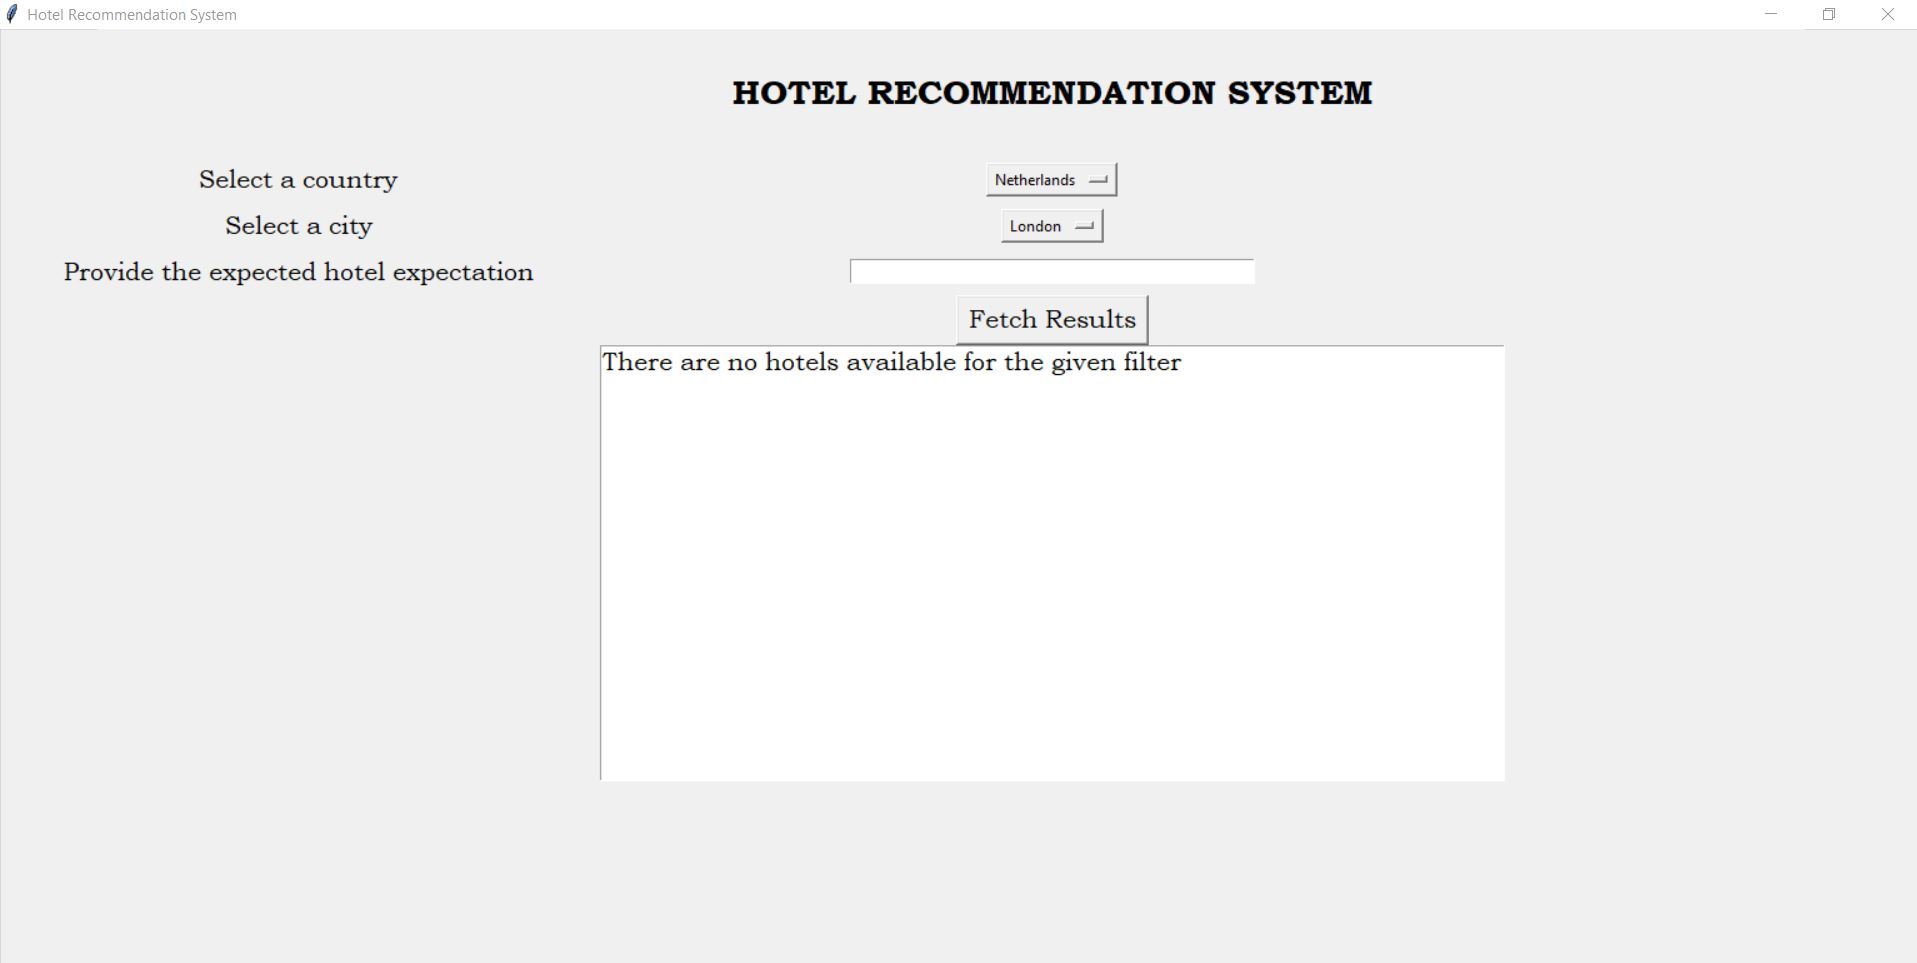 Hotel Recommendation System
HOTEL RECOMMENDATION SYSTEM
Select a country
Netherlands
Select a city
London
Provide the expected hotel expectation
Fetch Results
There are no hotels available for the given filter